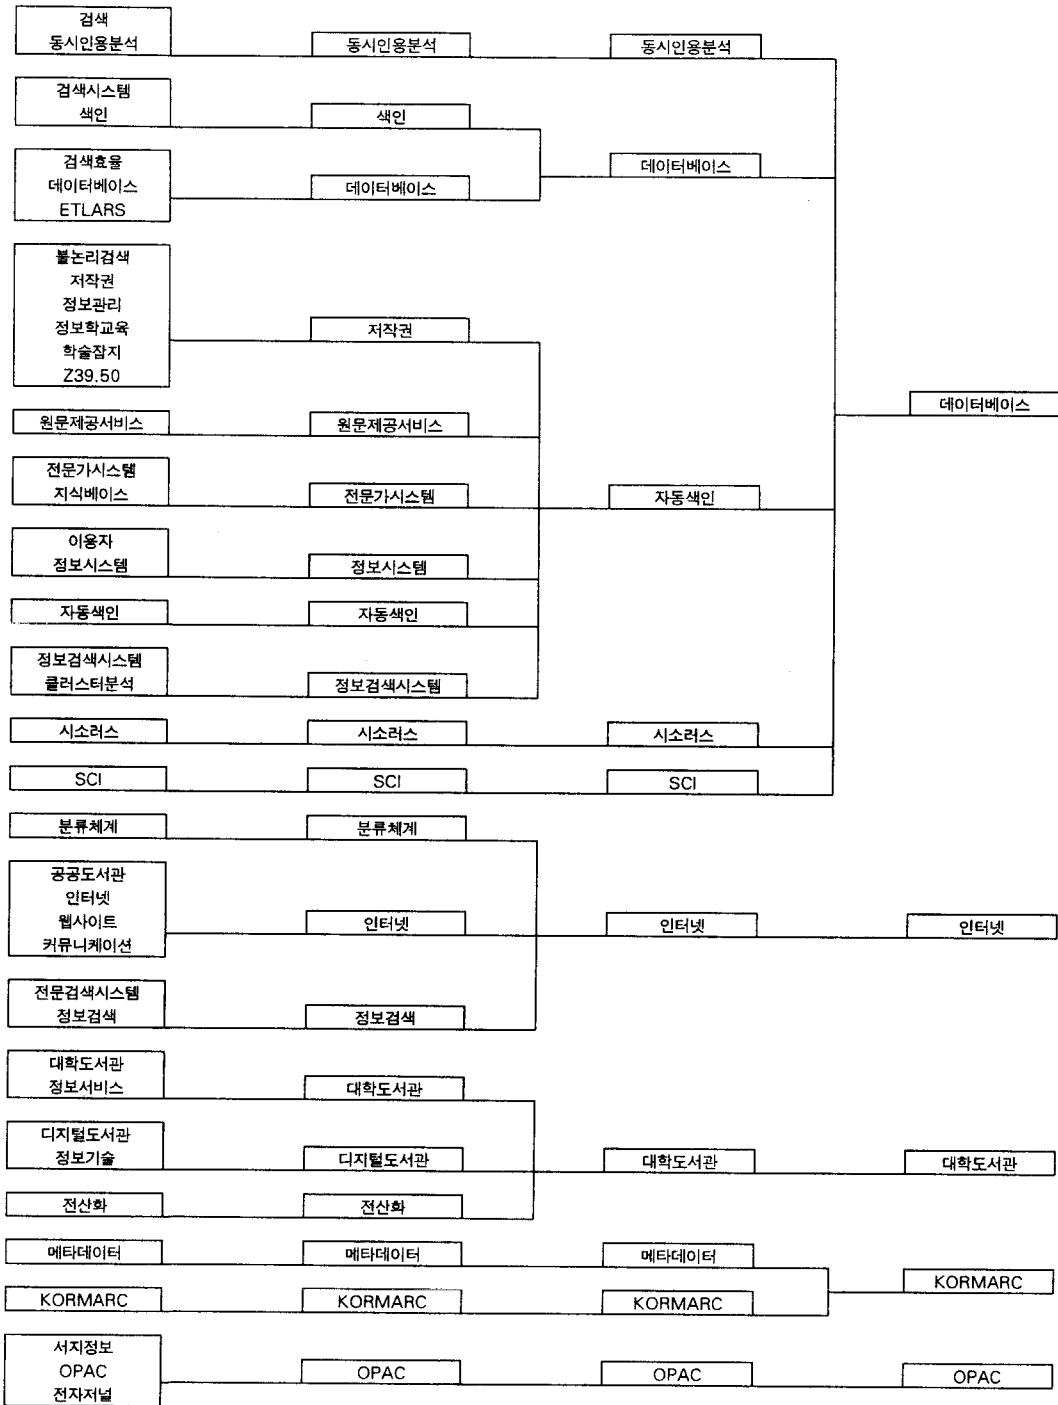 검색
동시인용분석
동시인용분석
동시인용분석
검색시스템
색인
색인
검색효율
데이터베이스
ETLARS
데이터베이스
데이터베이스
불논리검색
저작권
정보관리
정보학교육
학술잡지
Z39.50
저작권
데이터베이스
원문제공서비스
원문제공서비스
전문가시스템
지식베이스
전문가시스템
자동색인
이용자
정보시스템
정보시스템
자동색인
자동색인
정보검색시스템
클러스터분석
정보검색시스템
시소러스
시소러스
시소러스
SCI
SCI
SCI
분류체계
분류체계
공공도서관
인터넷
웹사이트
커뮤니케이션
인터넷
인터넷
인터넷
전문검색시스템
정보검색
정보검색
대학도서관
정보서비스
대학도서관
디지털도서관
정보기술
디지털도서관
대학도서관
대학도서관
전산화
전산화
메타데이터
메타데이터
메타데이터
KORMARC
KORMARC
KORMARC
KORMARC
서지정보
OPAC
전자저널
OPAC
OPAC
OPAC